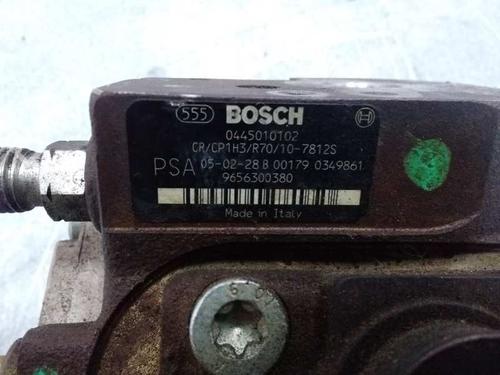 555 BOSCH
0445010102
CR/CP1H3/R70/10-7812S
PSA 05-02-28 8 00179 0349861
9656300380
Made in Italy